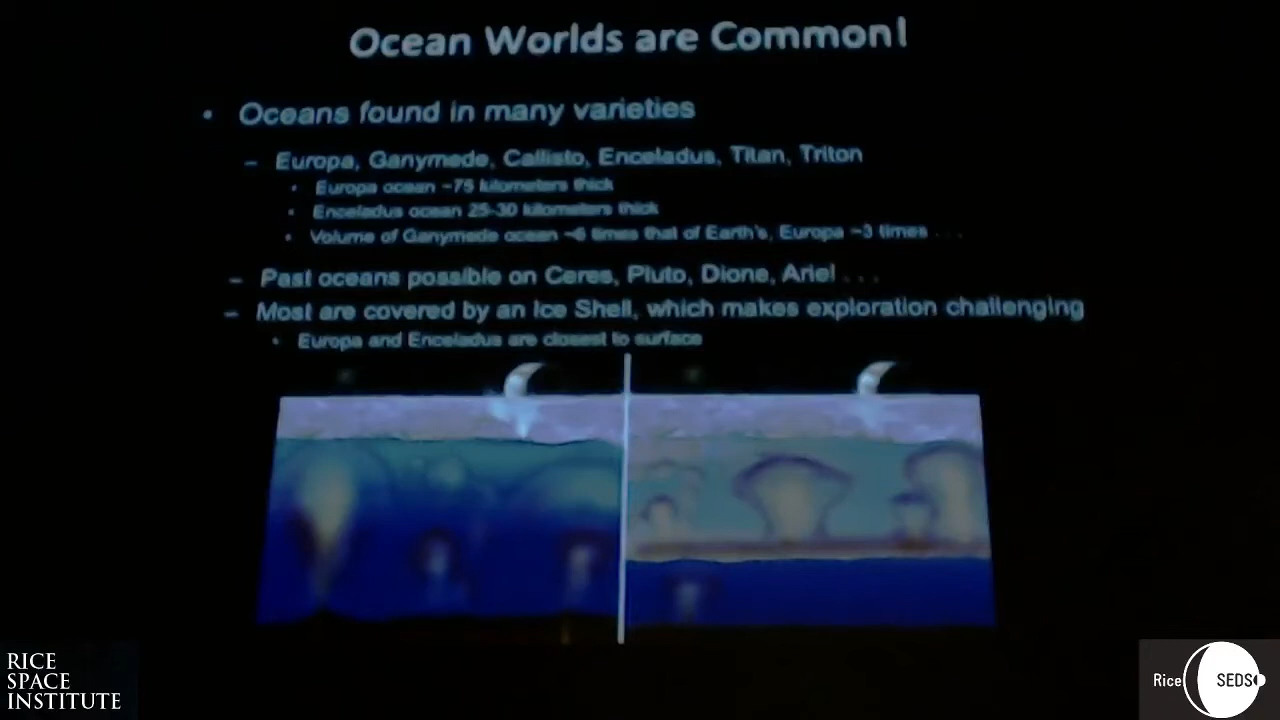 Ocean Worlds are Common!
• Oceans found in many varieties
– Europa, Ganymede, Callisto, Enceladus, Titan, Triton
• Europa ocean ~75 kilometers thick
• Enceladus ocean 25-30 kilometers thick
• Volume of Ganymede ocean ~6 times that of Earth's, Europa ~3 times . . .
– Past oceans possible on Ceres, Pluto, Dione, Ariel . . .
– Most are covered by an Ice Shell, which makes exploration challenging
• Europa and Enceladus are closest to surface
RICE
SPACE
INSTITUTE
Rice SEDS